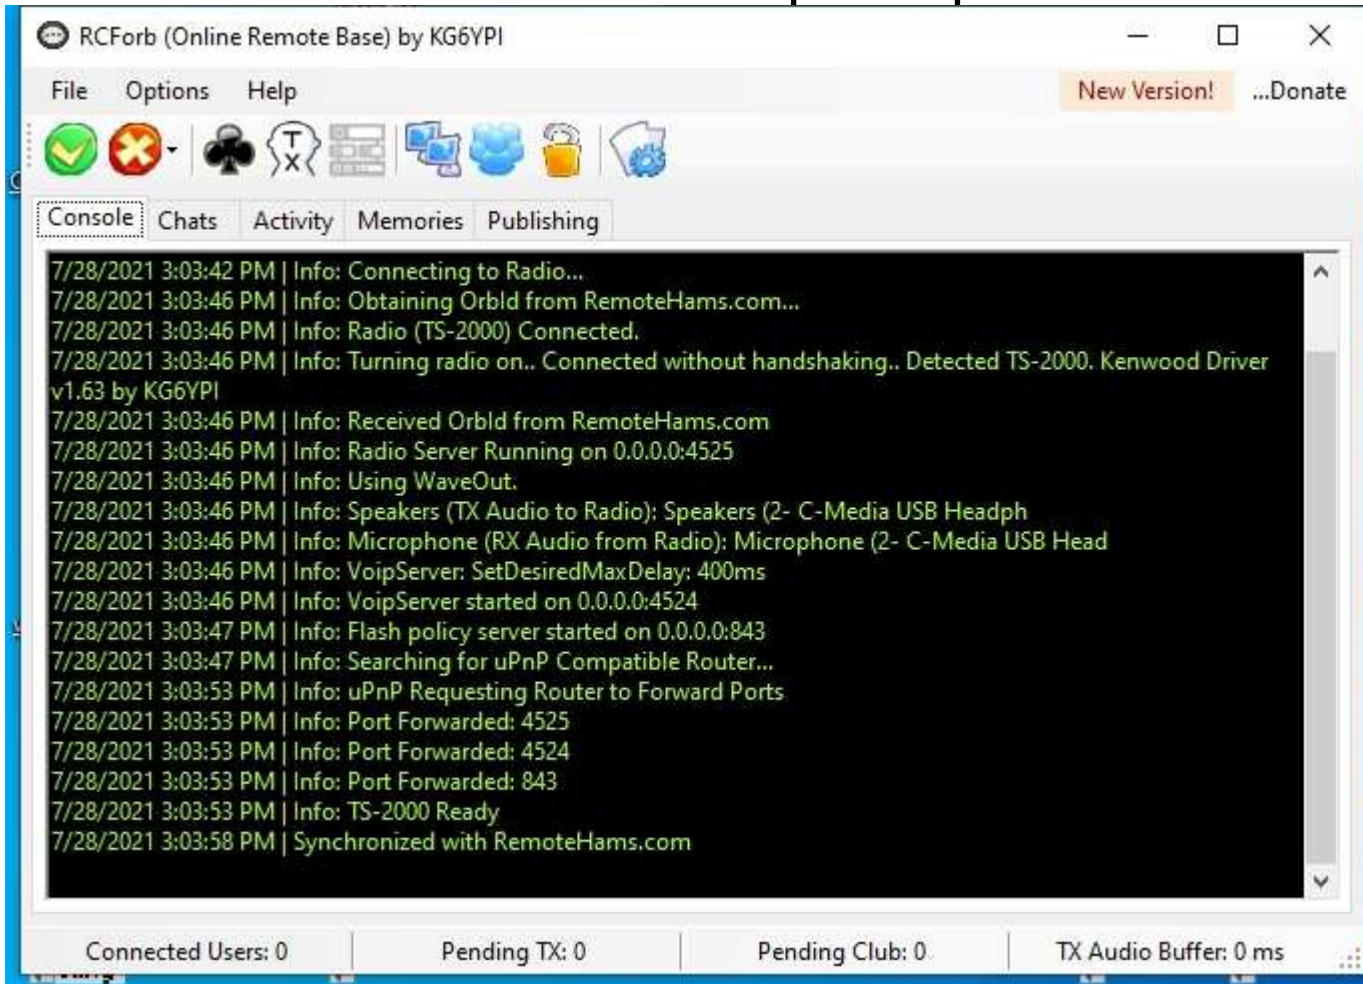 RCForb (Online Remote Base) by KG6YPI
File Options Help New Version! ...Donate
TX
Console Chats Activity Memories Publishing
7/28/2021 3:03:42 PM | Info: Connecting to Radio...
7/28/2021 3:03:46 PM | Info: Obtaining OrbId from RemoteHams.com...
7/28/2021 3:03:46 PM | Info: Radio (TS-2000) Connected.
7/28/2021 3:03:46 PM | Info: Turning radio on.. Connected without handshaking.. Detected TS-2000. Kenwood Driver
v1.63 by KG6YPI
7/28/2021 3:03:46 PM | Info: Received OrbId from RemoteHams.com
7/28/2021 3:03:46 PM | Info: Radio Server Running on 0.0.0.0:4525
7/28/2021 3:03:46 PM | Info: Using WaveOut.
7/28/2021 3:03:46 PM | Info: Speakers (TX Audio to Radio): Speakers (2- C-Media USB Headph
7/28/2021 3:03:46 PM | Info: Microphone (RX Audio from Radio): Microphone (2- C-Media USB Head
7/28/2021 3:03:46 PM | Info: VoipServer: SetDesiredMaxDelay: 400ms
7/28/2021 3:03:46 PM | Info: VoipServer started on 0.0.0.0:4524
7/28/2021 3:03:47 PM | Info: Flash policy server started on 0.0.0.0:843
7/28/2021 3:03:47 PM | Info: Searching for uPnP Compatible Router...
7/28/2021 3:03:53 PM | Info: uPnP Requesting Router to Forward Ports
7/28/2021 3:03:53 PM | Info: Port Forwarded: 4525
7/28/2021 3:03:53 PM | Info: Port Forwarded: 4524
7/28/2021 3:03:53 PM | Info: Port Forwarded: 843
7/28/2021 3:03:53 PM | Info: TS-2000 Ready
7/28/2021 3:03:58 PM | Synchronized with RemoteHams.com
Connected Users: 0 Pending TX: 0 Pending Club: 0 TX Audio Buffer: 0 ms